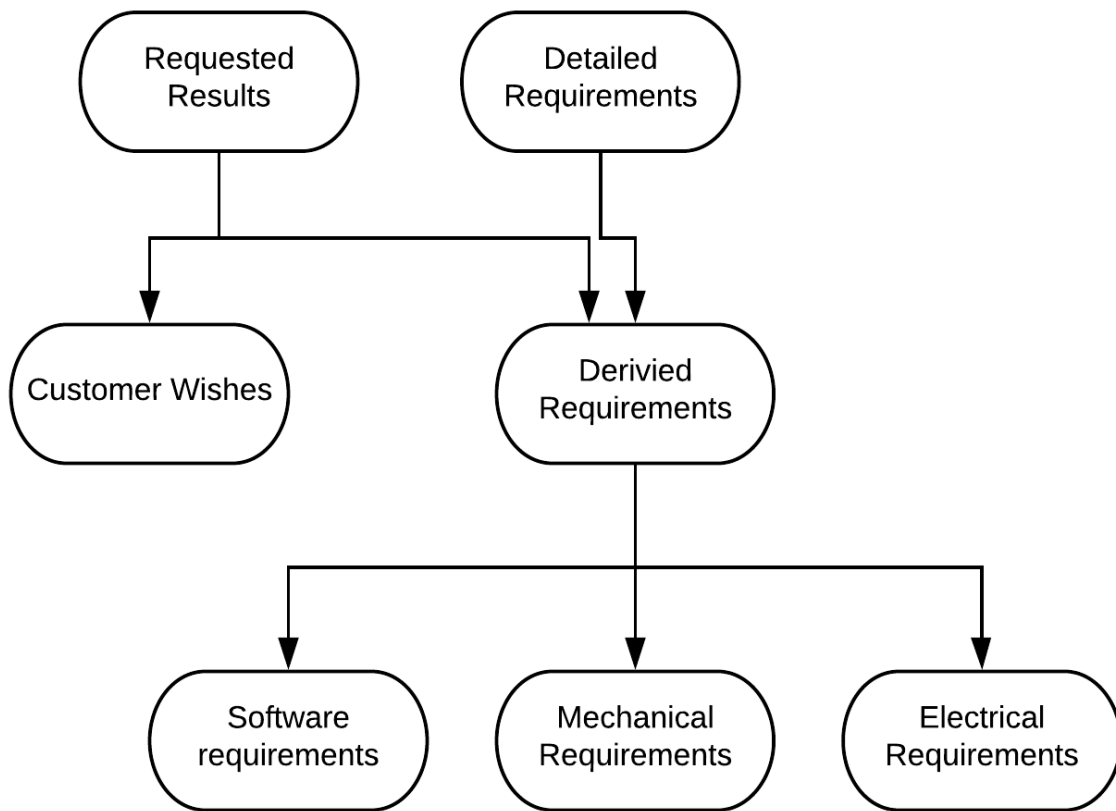 Requested
Results
Detailed
Requirements
Customer Wishes
Derivied
Requirements
Software
requirements
Mechanical
Requirements
Electrical
Requirements